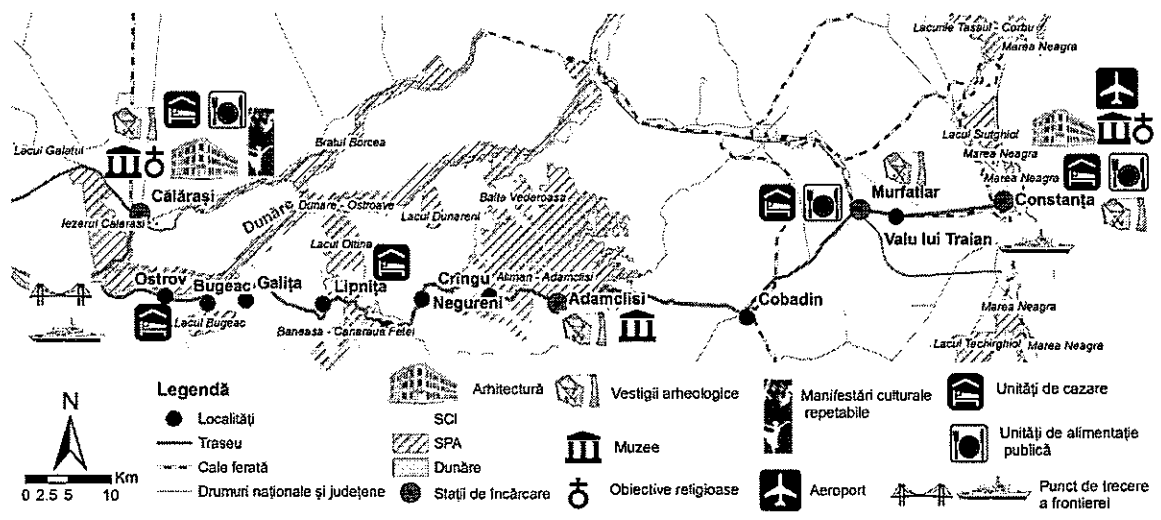 Lacurile Tasaul - Corbu
Marea Neagra
Lacul Galatui
Bratul Borcea
Lacul Siutghiol
Marea Neagra
Călărași
Iezerul Calarasi
Dunăre
Dunare - Ostroave
Lacul Dunareni
Balta Vederoasa
Murfatlar
Marea Neagra
Constanța
Valu lui Traian
Lacul Oltina
Ostrov
Bugeac
Galița
Lipnița
Crîngu
Negureni
Aliman - Adamclisi
Adamclisi
Cobadin
Lacul Bugeac
Baneasa - Canaraua Fetei
Marea Neagra
Lacul Techirghiol
Marea Neagra
N
Km
0 2.5 5 10
Legendă
Localități
Traseu
Cale ferată
Drumuri naționale și județene
Arhitectură
SCI
SPA
Dunăre
Stații de încărcare
Vestigii arheologice
Muzee
Obiective religioase
Manifestări culturale
repetabile
Aeroport
Unități de cazare
Unități de alimentație
publică
Punct de trecere
a frontierei